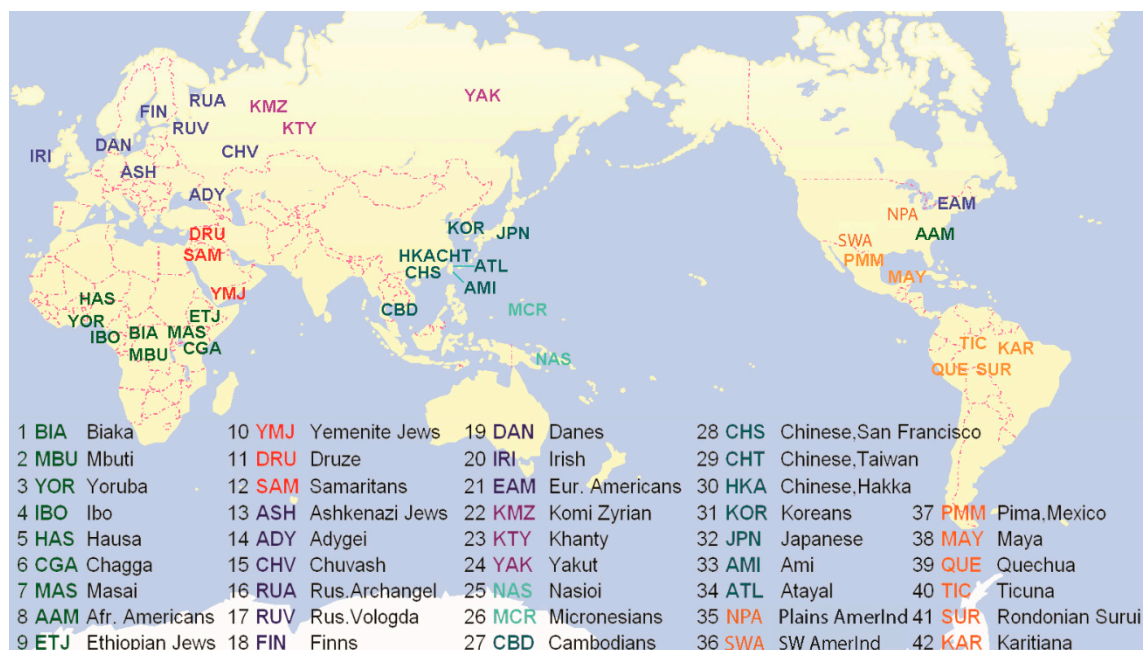 RUA
FIN
KMZ
YAK
RUV
KTY
IRI
DAN
CHV
ASH
ADY
EAM
NPA
DRU
KOR
JPN
AAM
SAM
HKACHT
SWA
CHS
ATL
PMM
MAY
AMI
YMJ
HAS
CBD
MCR
YOR
ETJ
IBO
BIA
MAS
MBU
CGA
TIC
KAR
NAS
QUE
SUR
1 BIA Biaka 10 YMJ Yemenite Jews 19 DAN Danes 28 CHS Chinese,San Francisco
2 MBU Mbuti 11 DRU Druze 20 IRI Irish 29 CHT Chinese,Taiwan
3 YOR Yoruba 12 SAM Samaritans 21 EAM Eur. Americans 30 HKA Chinese,Hakka
4 IBO Ibo 13 ASH Ashkenazi Jews 22 KMZ Komi Zyrian 31 KOR Koreans 37 PMM Pima,Mexico
5 HAS Hausa 14 ADY Adygei 23 KTY Khanty 32 JPN Japanese 38 MAY Maya
6 CGA Chagga 15 CHV Chuvash 24 YAK Yakut 33 AMI Ami 39 QUE Quechua
7 MAS Masai 16 RUA Rus.Archangel 25 NAS Nasioi 34 ATL Atayal 40 TIC Ticuna
8 AAM Afr. Americans 17 RUV Rus.Vologda 26 MCR Micronesians 35 NPA Plains AmerInd 41 SUR Rondonian Surui
9 ETJ Ethiopian Jews 18 FIN Finns 27 CBD Cambodians 36 SWA SW AmerInd 42 KAR Karitiana